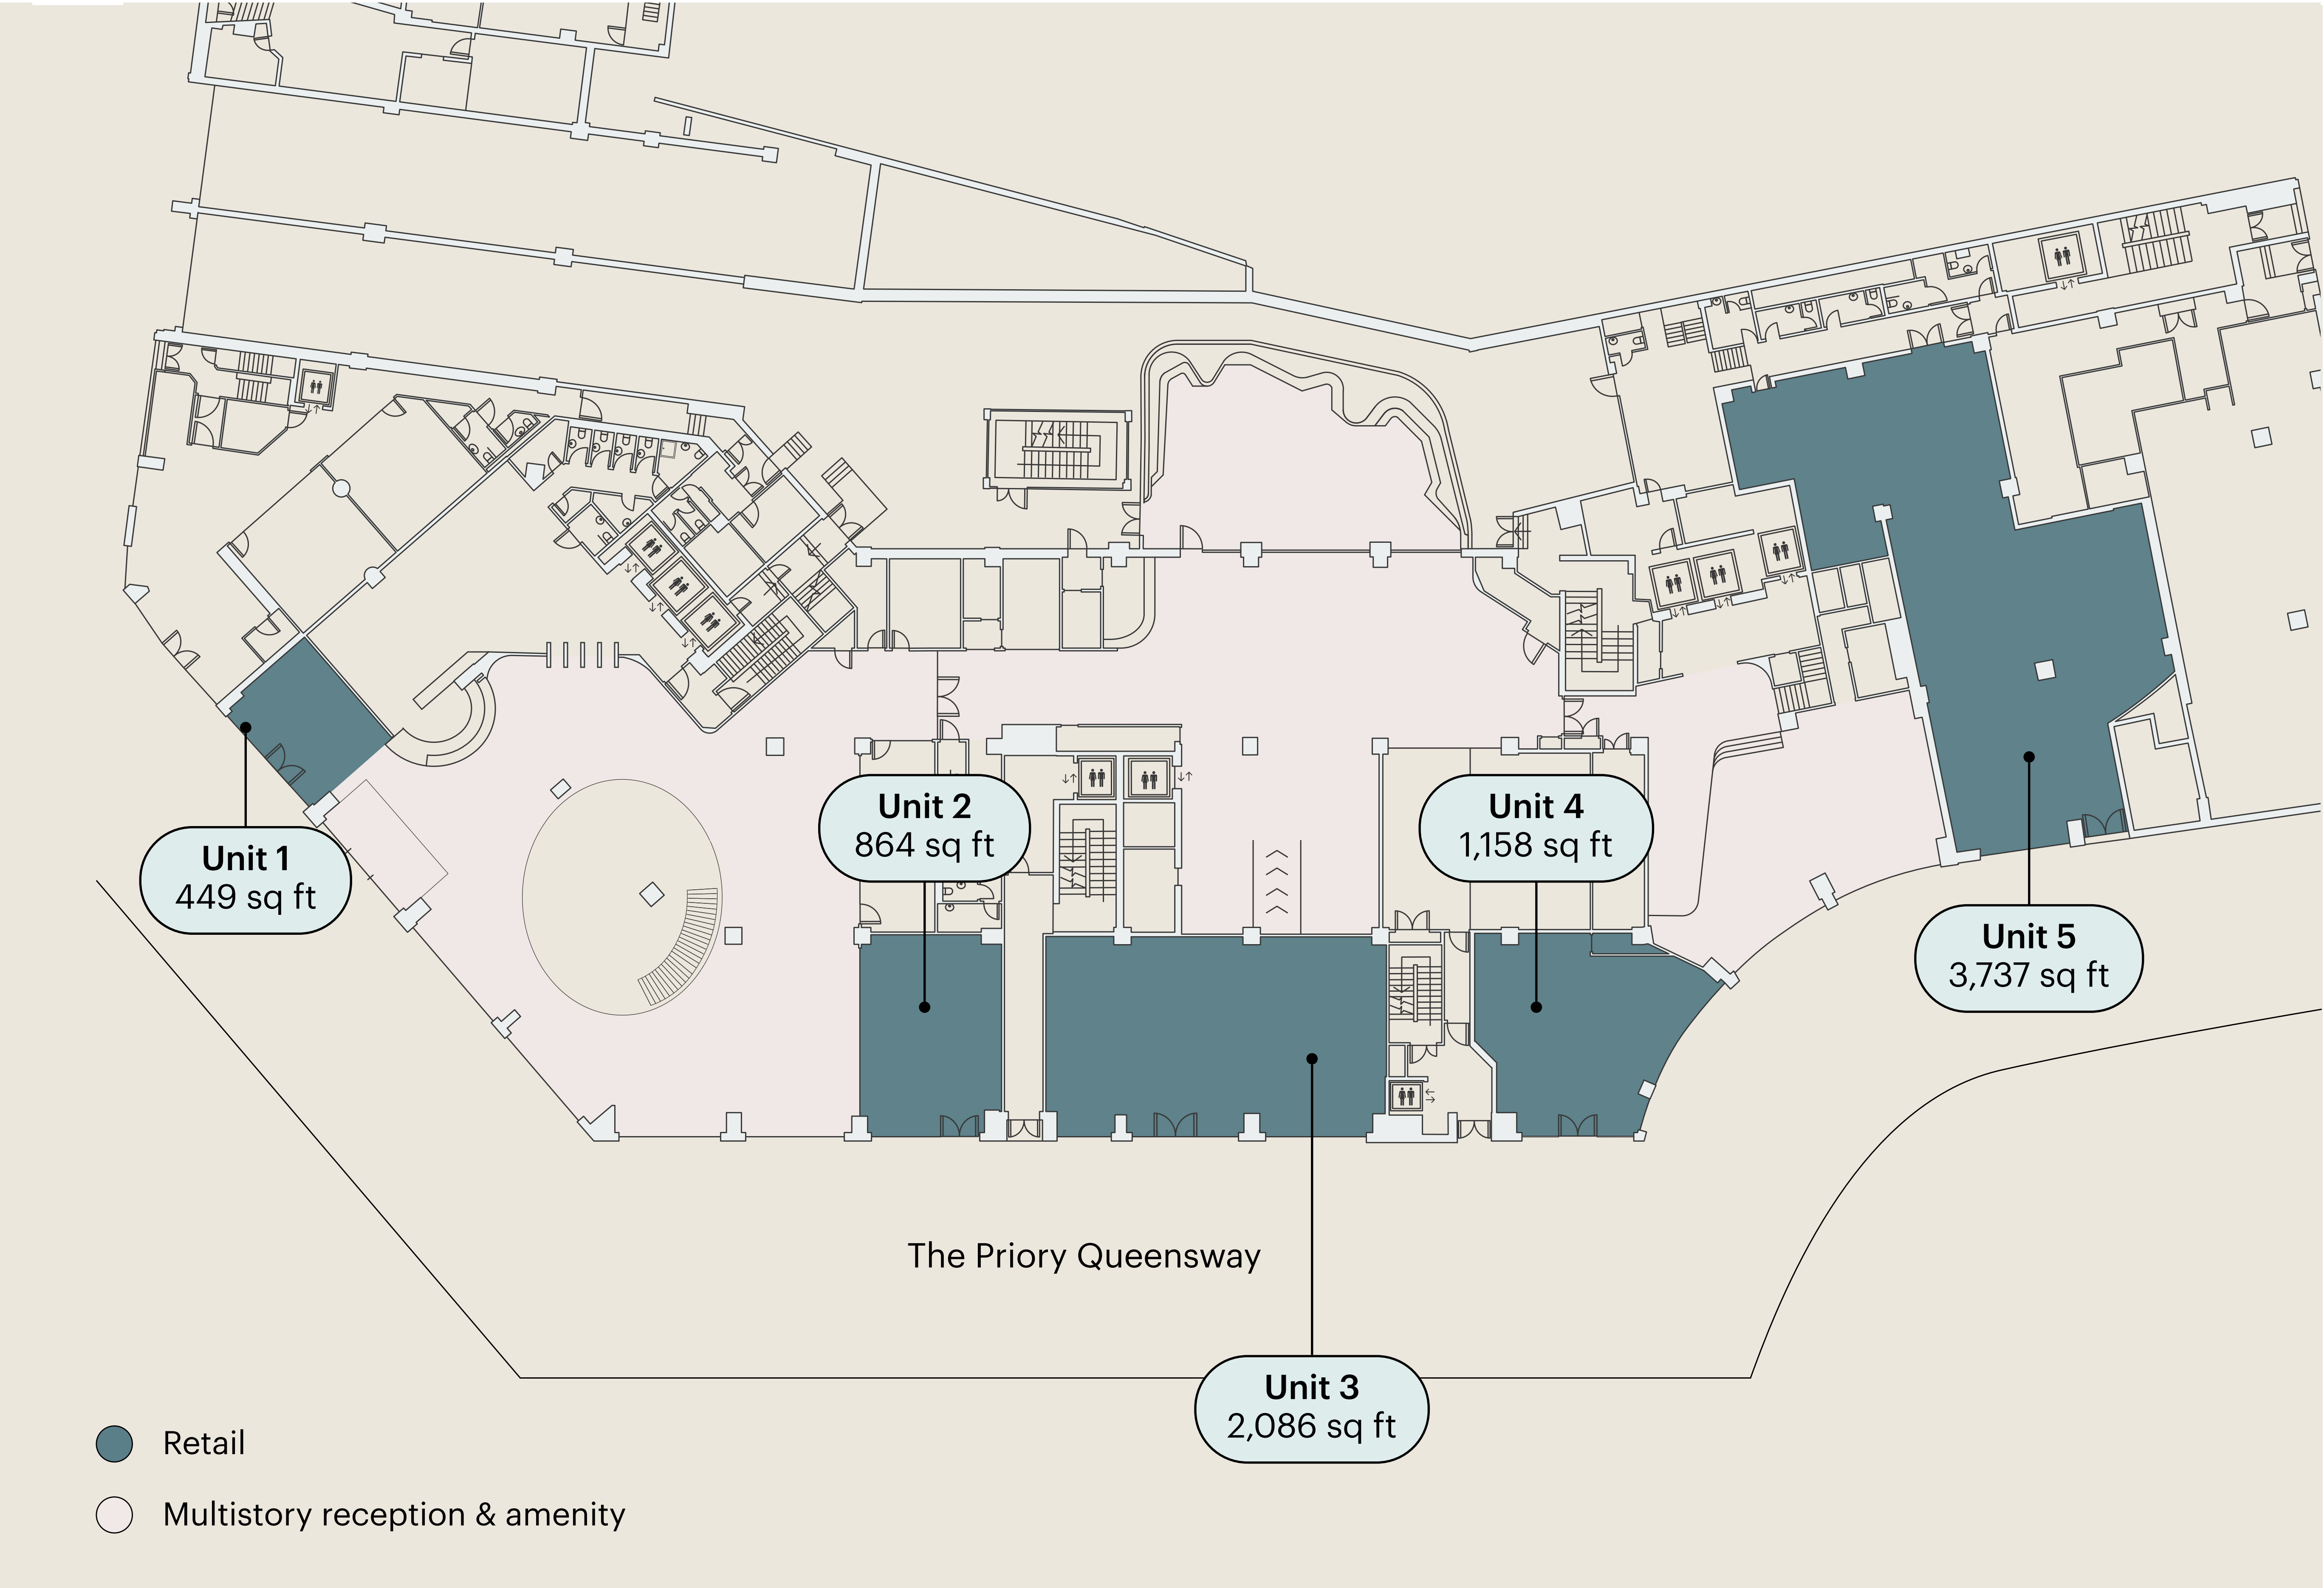 Unit 1
449 sq ft
Unit 2
864 sq ft
Unit 4
1,158 sq ft
Unit 5
3,737 sq ft
The Priory Queensway
Unit 3
2,086 sq ft
Retail
Multistory reception & amenity